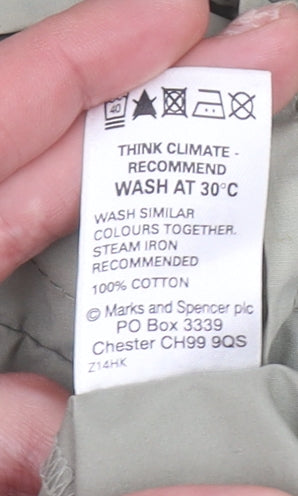 40
THINK CLIMATE -
RECOMMEND
WASH AT 30°C
WASH SIMILAR
COLOURS TOGETHER.
STEAM IRON
RECOMMENDED
100% COTTON
© Marks and Spencer plc
PO Box 3339
Chester CH99 9QS
Z14HK